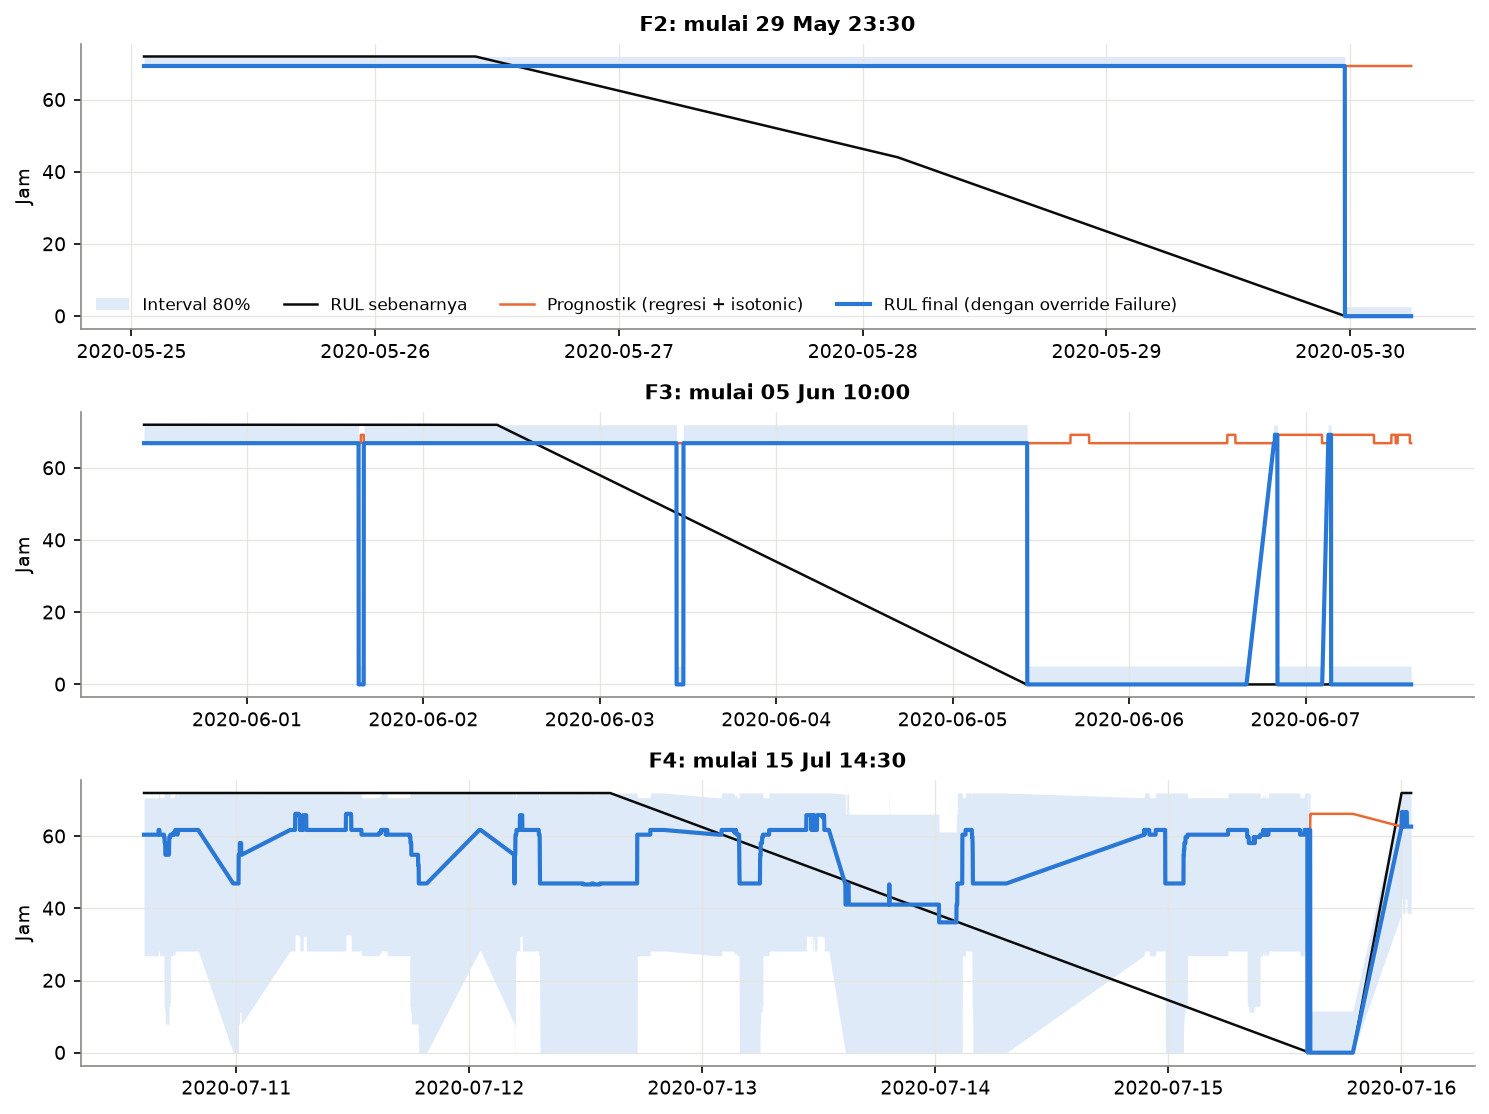 F2: mulai 29 May 23:30
Jam
60
40
20
0
Interval 80%
RUL sebenarnya
Prognostik (regresi + isotonic)
RUL final (dengan override Failure)
2020-05-25 2020-05-26 2020-05-27 2020-05-28 2020-05-29 2020-05-30
F3: mulai 05 Jun 10:00
Jam
60
40
20
0
2020-06-01 2020-06-02 2020-06-03 2020-06-04 2020-06-05 2020-06-06 2020-06-07
F4: mulai 15 Jul 14:30
Jam
60
40
20
0
2020-07-11 2020-07-12 2020-07-13 2020-07-14 2020-07-15 2020-07-16